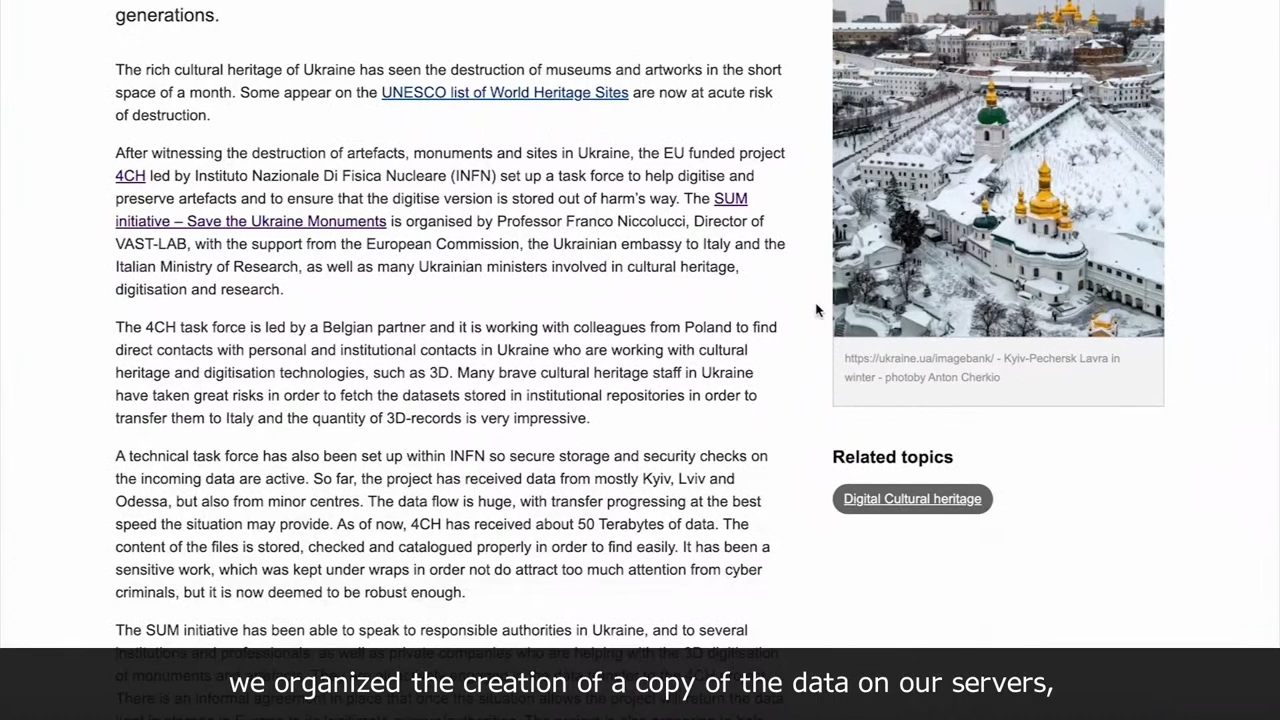 generations.
The rich cultural heritage of Ukraine has seen the destruction of museums and artworks in the short
space of a month. Some appear on the UNESCO list of World Heritage Sites are now at acute risk
of destruction.
After witnessing the destruction of artefacts, monuments and sites in Ukraine, the EU funded project
4CH led by Instituto Nazionale Di Fisica Nucleare (INFN) set up a task force to help digitise and
preserve artefacts and to ensure that the digitise version is stored out of harm's way. The SUM
initiative – Save the Ukraine Monuments is organised by Professor Franco Niccolucci, Director of
VAST-LAB, with the support from the European Commission, the Ukrainian embassy to Italy and the
Italian Ministry of Research, as well as many Ukrainian ministers involved in cultural heritage,
digitisation and research.
The 4CH task force is led by a Belgian partner and it is working with colleagues from Poland to find
direct contacts with personal and institutional contacts in Ukraine who are working with cultural
heritage and digitisation technologies, such as 3D. Many brave cultural heritage staff in Ukraine
have taken great risks in order to fetch the datasets stored in institutional repositories in order to
transfer them to Italy and the quantity of 3D-records is very impressive.
A technical task force has also been set up within INFN so secure storage and security checks on
the incoming data are active. So far, the project has received data from mostly Kyiv, Lviv and
Odessa, but also from minor centres. The data flow is huge, with transfer progressing at the best
speed the situation may provide. As of now, 4CH has received about 50 Terabytes of data. The
content of the files is stored, checked and catalogued properly in order to find easily. It has been a
sensitive work, which was kept under wraps in order not do attract too much attention from cyber
criminals, but it is now deemed to be robust enough.
The SUM initiative has been able to speak to responsible authorities in Ukraine, and to several
institutions and professionals, as well as private companies who are helping with the 3D digitisation
of monuments and
There is an informal agreement in place that once the situation allows the project will return the data
https://ukraine.ua/imagebank/ - Kyiv-Pechersk Lavra in
winter - photoby Anton Cherkio
Related topics
Digital Cultural heritage
we organized the creation of a copy of the data on our servers,